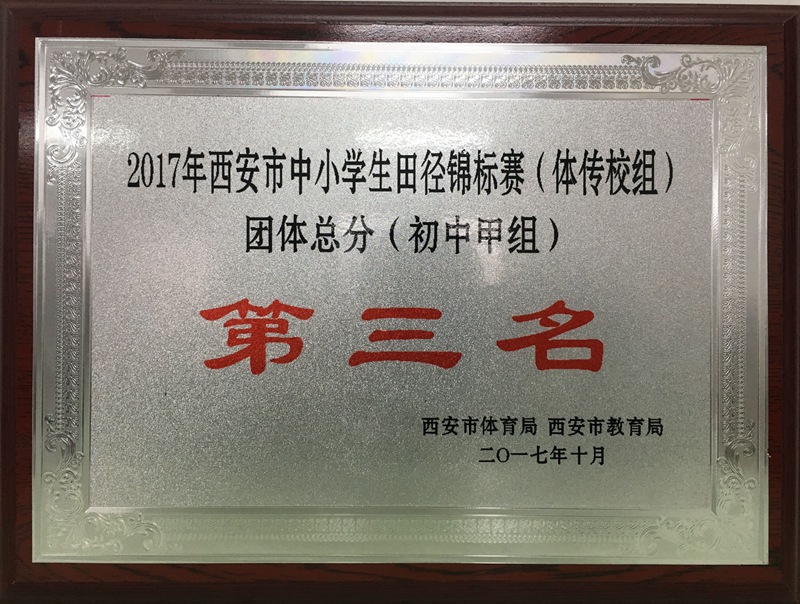 2017年西安市中小学生田径锦标赛（体传校组）
团体总分（初中甲组）
第三名
西安市体育局 西安市教育局
二〇一七年十月